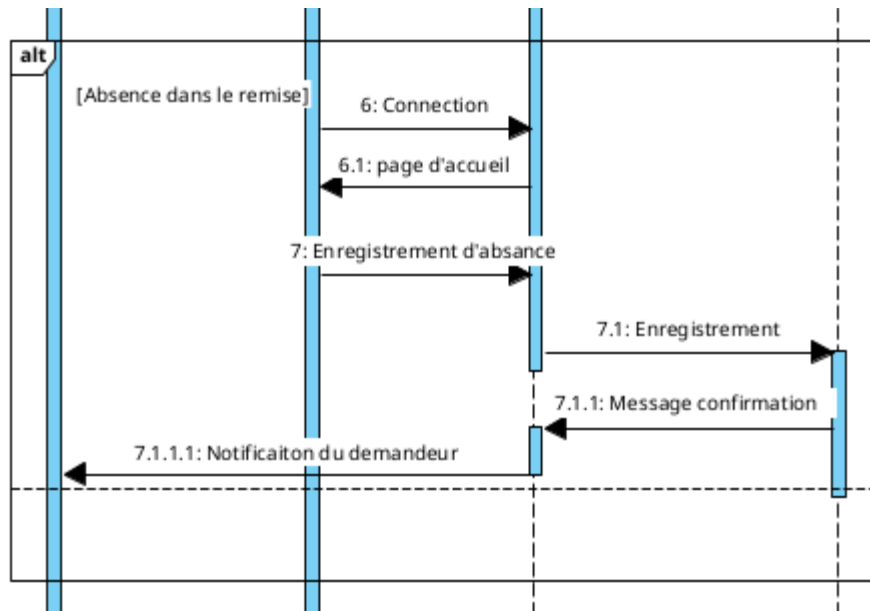 alt
[Absence dans le remise]
6: Connection
6.1: page d'accueil
7: Enregistrement d'absance
7.1: Enregistrement
7.1.1: Message confirmation
7.1.1.1: Notificaiton du demandeur